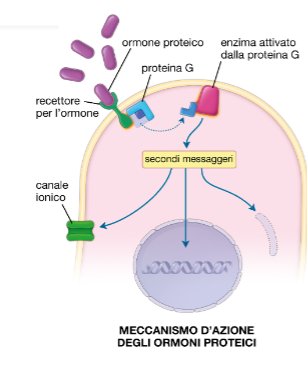 ormone proteico
enzima attivato
dalla proteina G
proteina G
recettore
per l'ormone
secondi messaggeri
canale
ionico
MECCANISMO D'AZIONE
DEGLI ORMONI PROTEICI